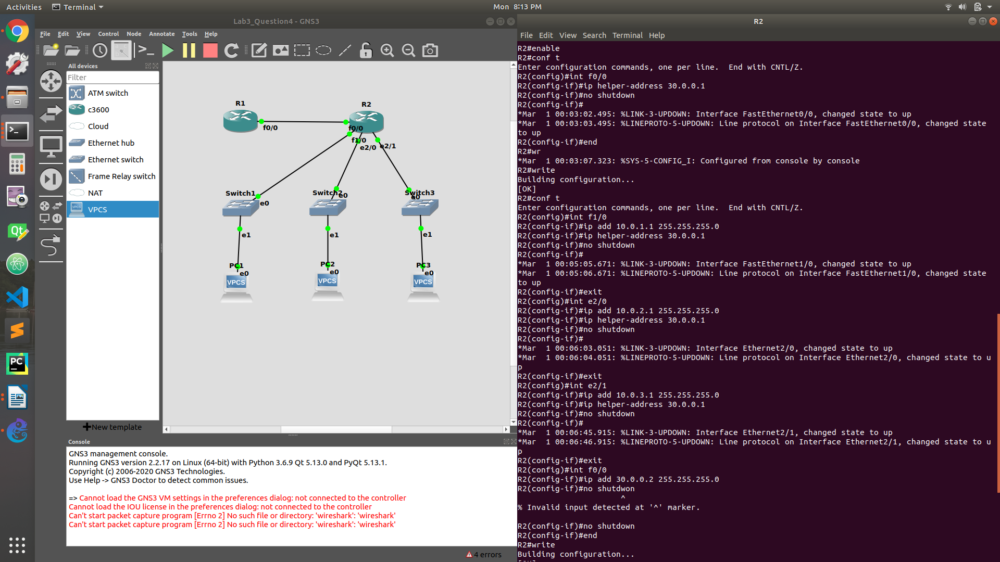 Activities
Terminal
Mon 8:13 PM
Lab3_Question4 - GNS3
File Edit View Control Node Annotate Tools Help
All devices
Filter
ATM switch
c3600
Cloud
Ethernet hub
Ethernet switch
Frame Relay switch
NAT
VPCS
VPCS
New template
R1
R2
f0/0
f0/0
f1/0
e2/0
e2/1
Switch1
e0
Switch2
e0
Switch3
e0
e1
e1
e1
PC1
e0
PC2
e0
PC3
e0
VPCS
VPCS
VPCS
Console
GNS3 management console.
Running GNS3 version 2.2.17 on Linux (64-bit) with Python 3.6.9 Qt 5.13.0 and PyQt 5.13.1.
Copyright (c) 2006-2020 GNS3 Technologies.
Use Help -> GNS3 Doctor to detect common issues.
=> Cannot load the GNS3 VM settings in the preferences dialog: not connected to the controller
Cannot load the IOU license in the preferences dialog: not connected to the controller
Can't start packet capture program [Errno 2] No such file or directory: 'wireshark': 'wireshark'
Can't start packet capture program [Errno 2] No such file or directory: 'wireshark': 'wireshark'
4 errors
Qt
PC
R2
File Edit View Search Terminal Help
R2#enable
R2#conf t
Enter configuration commands, one per line.  End with CNTL/Z.
R2(config)#int f0/0
R2(config-if)#ip helper-address 30.0.0.1
R2(config-if)#no shutdown
R2(config-if)#
*Mar  1 00:03:02.495: %LINK-3-UPDOWN: Interface FastEthernet0/0, changed state to up
*Mar  1 00:03:03.495: %LINEPROTO-5-UPDOWN: Line protocol on Interface FastEthernet0/0, changed state
to up
R2(config-if)#end
R2#wr
*Mar  1 00:03:07.323: %SYS-5-CONFIG_I: Configured from console by console
R2#write
Building configuration...
[OK]
R2#conf t
Enter configuration commands, one per line.  End with CNTL/Z.
R2(config)#int f1/0
R2(config-if)#ip add 10.0.1.1 255.255.255.0
R2(config-if)#ip helper-address 30.0.0.1
R2(config-if)#no shutdown
R2(config-if)#
*Mar  1 00:05:05.671: %LINK-3-UPDOWN: Interface FastEthernet1/0, changed state to up
*Mar  1 00:05:06.671: %LINEPROTO-5-UPDOWN: Line protocol on Interface FastEthernet1/0, changed state
to up
R2(config-if)#exit
R2(config)#int e2/0
R2(config-if)#ip add 10.0.2.1 255.255.255.0
R2(config-if)#ip helper-address 30.0.0.1
R2(config-if)#no shutdown
R2(config-if)#
*Mar  1 00:06:03.051: %LINK-3-UPDOWN: Interface Ethernet2/0, changed state to up
*Mar  1 00:06:04.051: %LINEPROTO-5-UPDOWN: Line protocol on Interface Ethernet2/0, changed state to u
p
R2(config-if)#exit
R2(config)#int e2/1
R2(config-if)#ip add 10.0.3.1 255.255.255.0
R2(config-if)#ip helper-address 30.0.0.1
R2(config-if)#no shutdown
R2(config-if)#
*Mar  1 00:06:45.915: %LINK-3-UPDOWN: Interface Ethernet2/1, changed state to up
*Mar  1 00:06:46.915: %LINEPROTO-5-UPDOWN: Line protocol on Interface Ethernet2/1, changed state to u
p
R2(config-if)#exit
R2(config)#int f0/0
R2(config-if)#ip add 30.0.0.2 255.255.255.0
R2(config-if)#no shutdwon
^
% Invalid input detected at '^' marker.
R2(config-if)#no shutdown
R2(config-if)#end
R2#write
Building configuration...